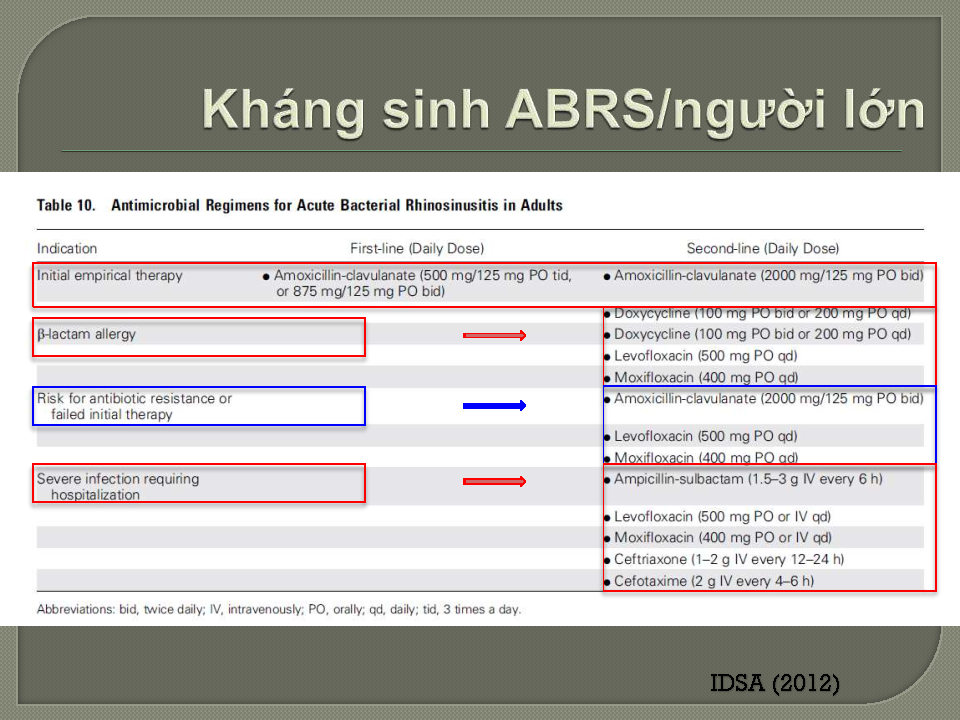 Kháng sinh ABRS/người lớn
Table 10. Antimicrobial Regimens for Acute Bacterial Rhinosinusitis in Adults
Indication First-line (Daily Dose) Second-line (Daily Dose)
Initial empirical therapy • Amoxicillin-clavulanate (500 mg/125 mg PO tid, • Amoxicillin-clavulanate (2000 mg/125 mg PO bid)
or 875 mg/125 mg PO bid)
• Doxycycline (100 mg PO bid or 200 mg PO qd)
β-lactam allergy • Doxycycline (100 mg PO bid or 200 mg PO qd)
• Levofloxacin (500 mg PO qd)
• Moxifloxacin (400 mg PO qd)
Risk for antibiotic resistance or • Amoxicillin-clavulanate (2000 mg/125 mg PO bid)
failed initial therapy
• Levofloxacin (500 mg PO qd)
• Moxifloxacin (400 mg PO qd)
Severe infection requiring • Ampicillin-sulbactam (1.5–3 g IV every 6 h)
hospitalization
• Levofloxacin (500 mg PO or IV qd)
• Moxifloxacin (400 mg PO or IV qd)
• Ceftriaxone (1–2 g IV every 12–24 h)
• Cefotaxime (2 g IV every 4–6 h)
Abbreviations: bid, twice daily; IV, intravenously; PO, orally; qd, daily; tid, 3 times a day.
IDSA (2012)